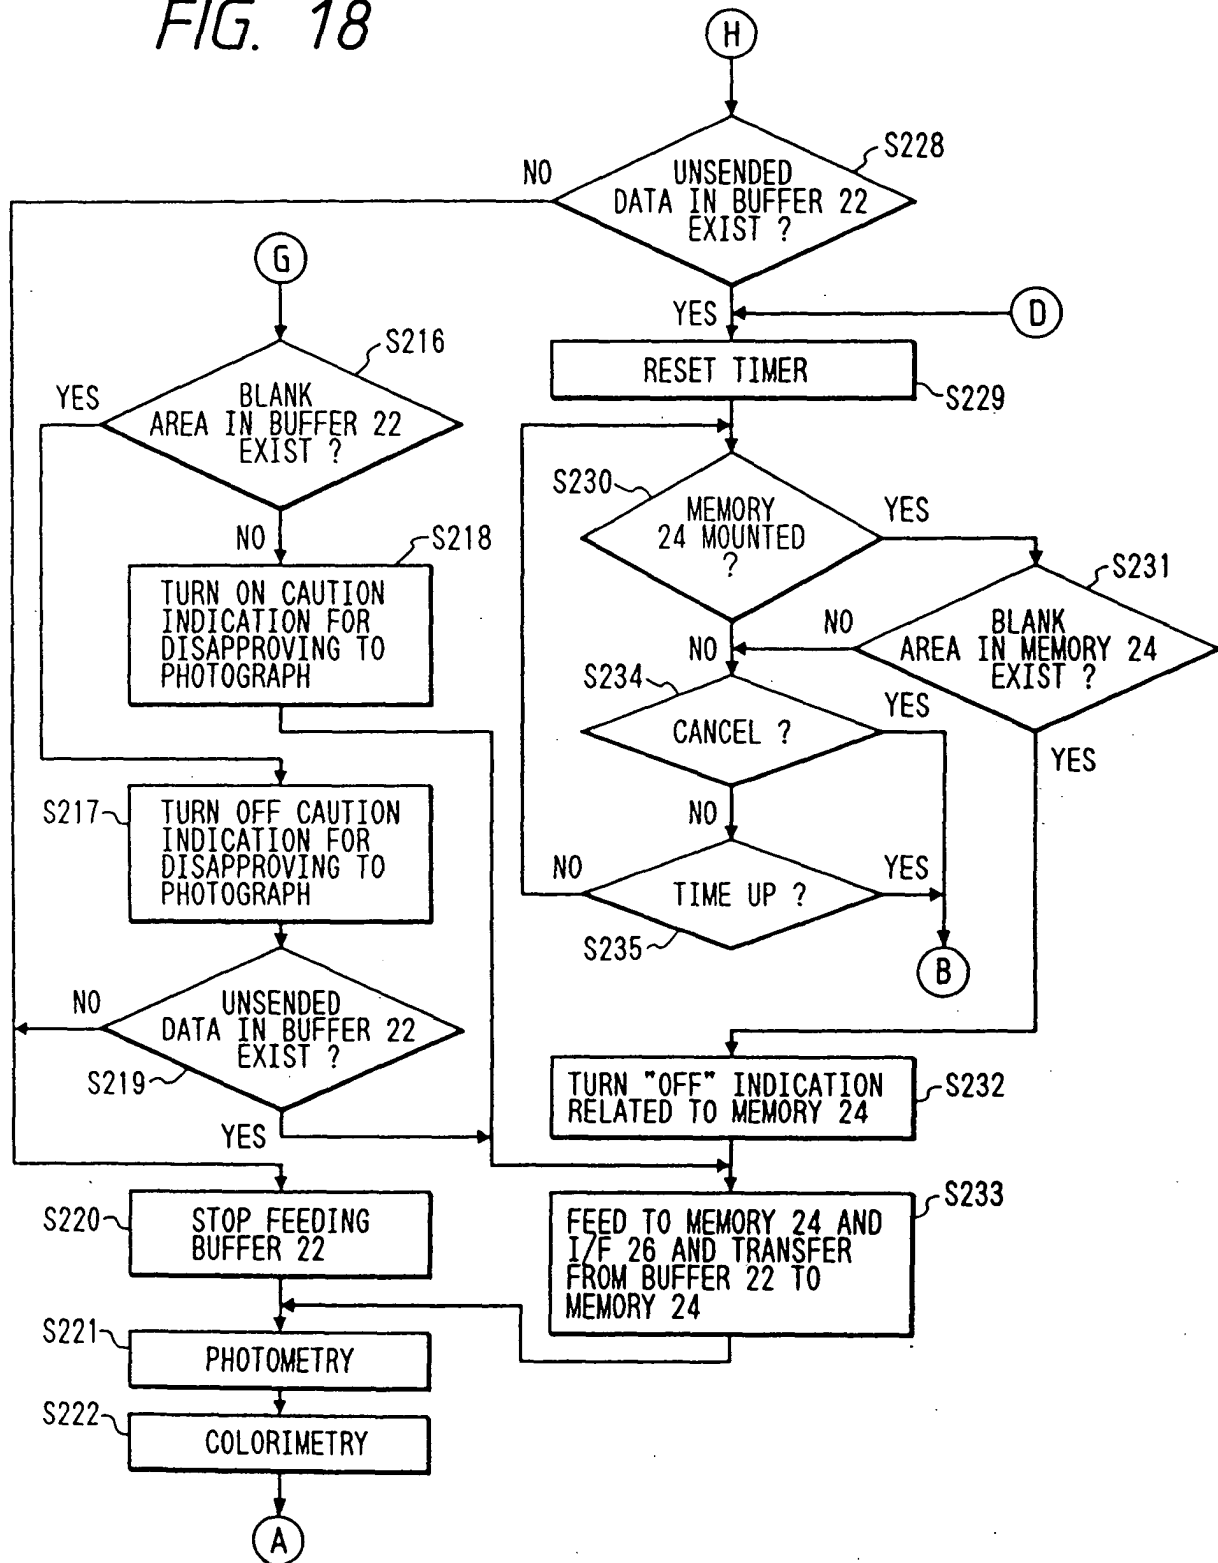 FIG. 18
H
S228
UNSENDED
DATA IN BUFFER 22
EXIST ?
NO
YES
D
RESET TIMER
S229
G
S216
YES
BLANK
AREA IN BUFFER 22
EXIST ?
NO
S218
TURN ON CAUTION
INDICATION FOR
DISAPPROVING TO
PHOTOGRAPH
S230
MEMORY
24 MOUNTED
?
YES
NO
S231
BLANK
AREA IN MEMORY 24
EXIST ?
NO
YES
S234
CANCEL ?
YES
NO
S217
TURN OFF CAUTION
INDICATION FOR
DISAPPROVING TO
PHOTOGRAPH
NO
TIME UP ?
YES
S235
B
NO
UNSENDED
DATA IN BUFFER 22
EXIST ?
S219
YES
TURN "OFF" INDICATION
RELATED TO MEMORY 24
S232
S220
STOP FEEDING
BUFFER 22
S233
FEED TO MEMORY 24 AND
I/F 26 AND TRANSFER
FROM BUFFER 22 TO
MEMORY 24
S221
PHOTOMETRY
S222
COLORIMETRY
A